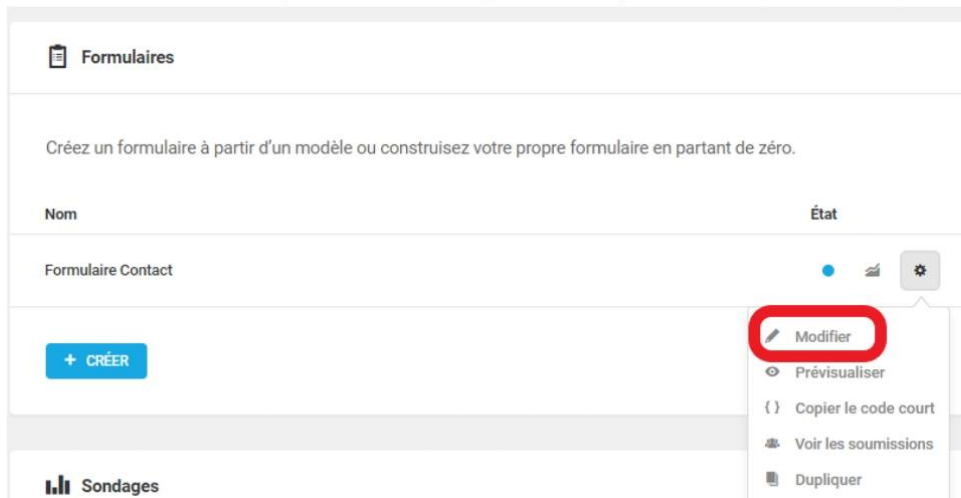 Formulaires
Créez un formulaire à partir d'un modèle ou construisez votre propre formulaire en partant de zéro.
Nom État
Formulaire Contact
Modifier
+ CRÉER
Prévisualiser
{ } Copier le code court
Voir les soumissions
Dupliquer
Sondages